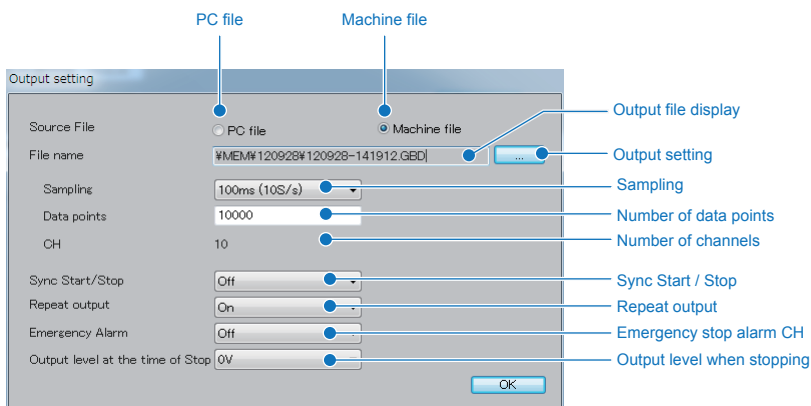 PC file
Machine file
Output setting
Source File
PC file
Machine file
Output file display
File name
¥MEM¥120928¥120928-141912.GBD
...
Output setting
Sampling
100ms (10S/s)
Sampling
Data points
10000
Number of data points
CH
10
Number of channels
Sync Start/Stop
Off
Sync Start / Stop
Repeat output
On
Repeat output
Emergency Alarm
Off
Emergency stop alarm CH
Output level at the time of Stop
0V
Output level when stopping
OK